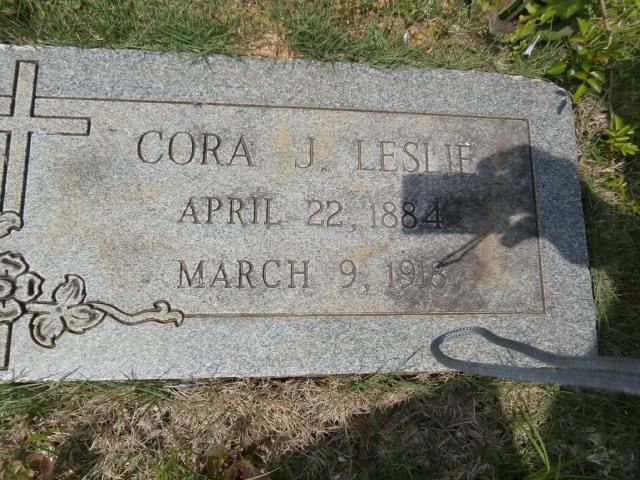 CORA J. LESLIE
APRIL 22, 1884
MARCH 9, 1918